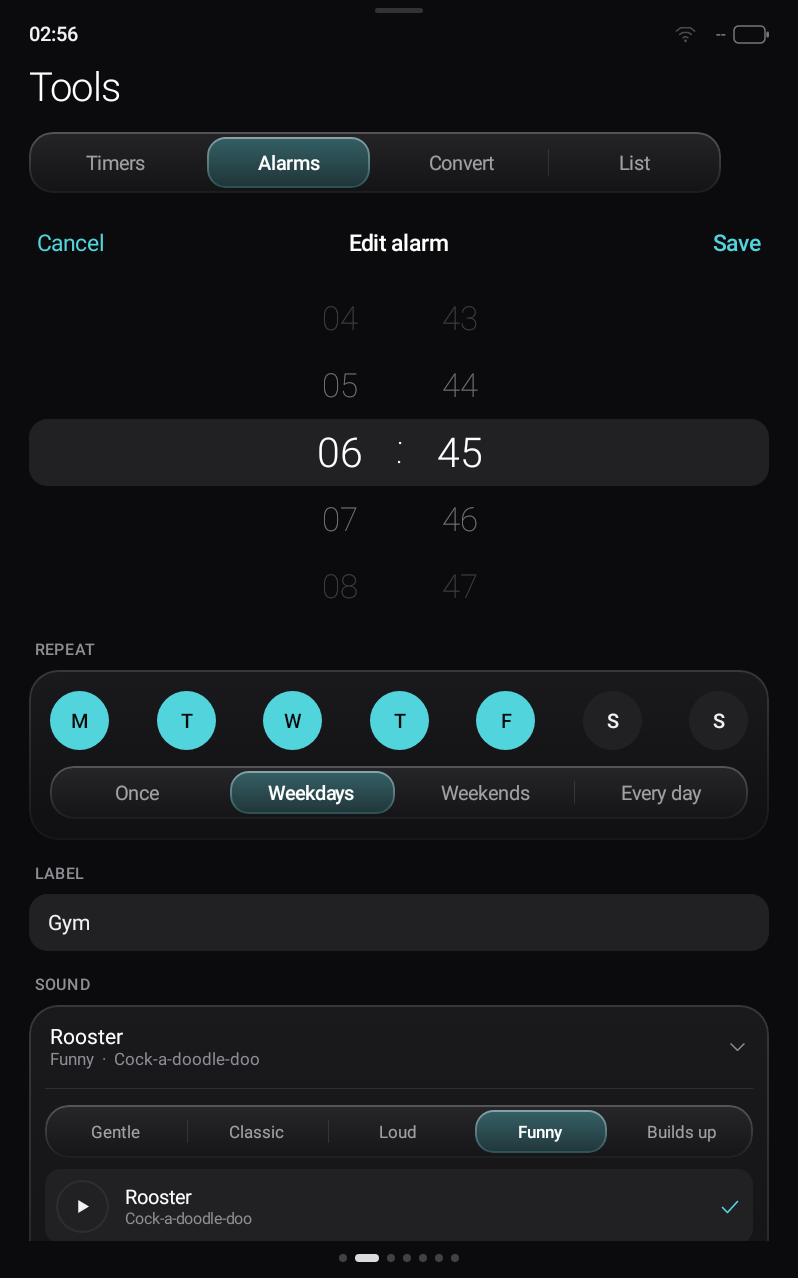 02:56
--
Tools
Timers Alarms Convert List
Cancel Edit alarm Save
04 43
05 44
06 : 45
07 46
08 47
REPEAT
M T W T F S S
Once Weekdays Weekends Every day
LABEL
Gym
SOUND
Rooster
Funny · Cock-a-doodle-doo
Gentle Classic Loud Funny Builds up
Rooster
Cock-a-doodle-doo